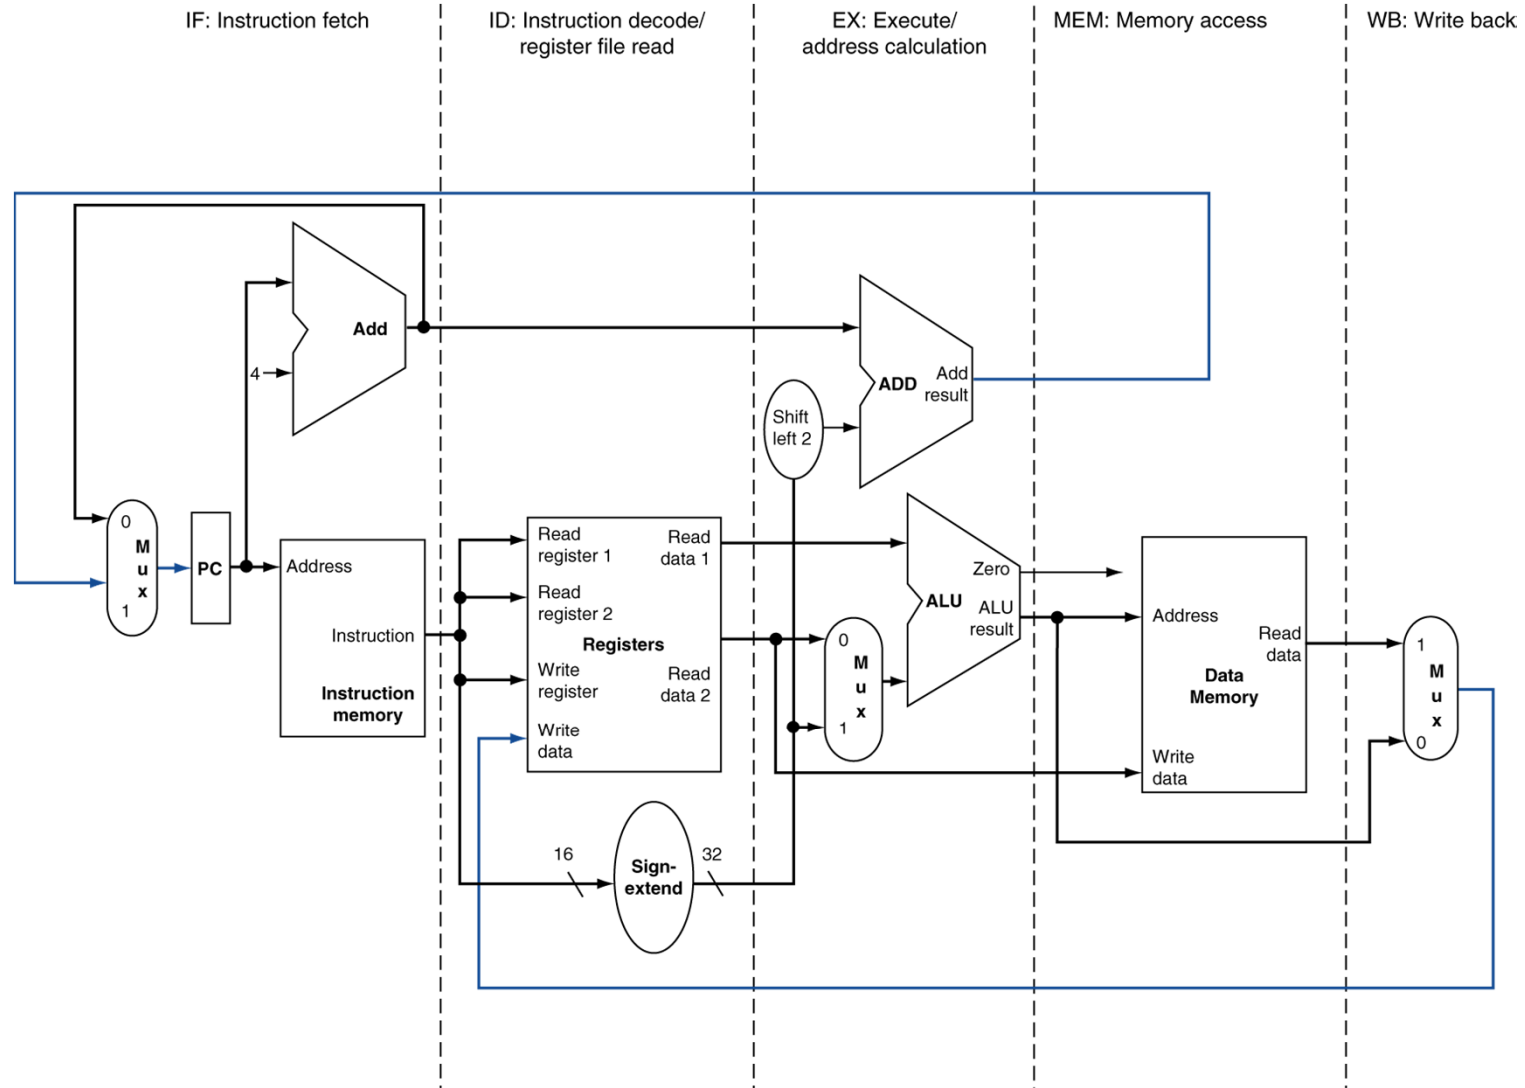 IF: Instruction fetch
ID: Instruction decode/
register file read
EX: Execute/
address calculation
MEM: Memory access
WB: Write back
Add
4
ADD
Add
result
Shift
left 2
0
M
u
x
1
PC
Address
Instruction
Instruction
memory
Read
register 1
Read
data 1
Read
register 2
Registers
Write
register
Read
data 2
Write
data
0
M
u
x
1
Zero
ALU
ALU
result
Address
Read
data
Data
Memory
Write
data
1
M
u
x
0
16
Sign-
extend
32